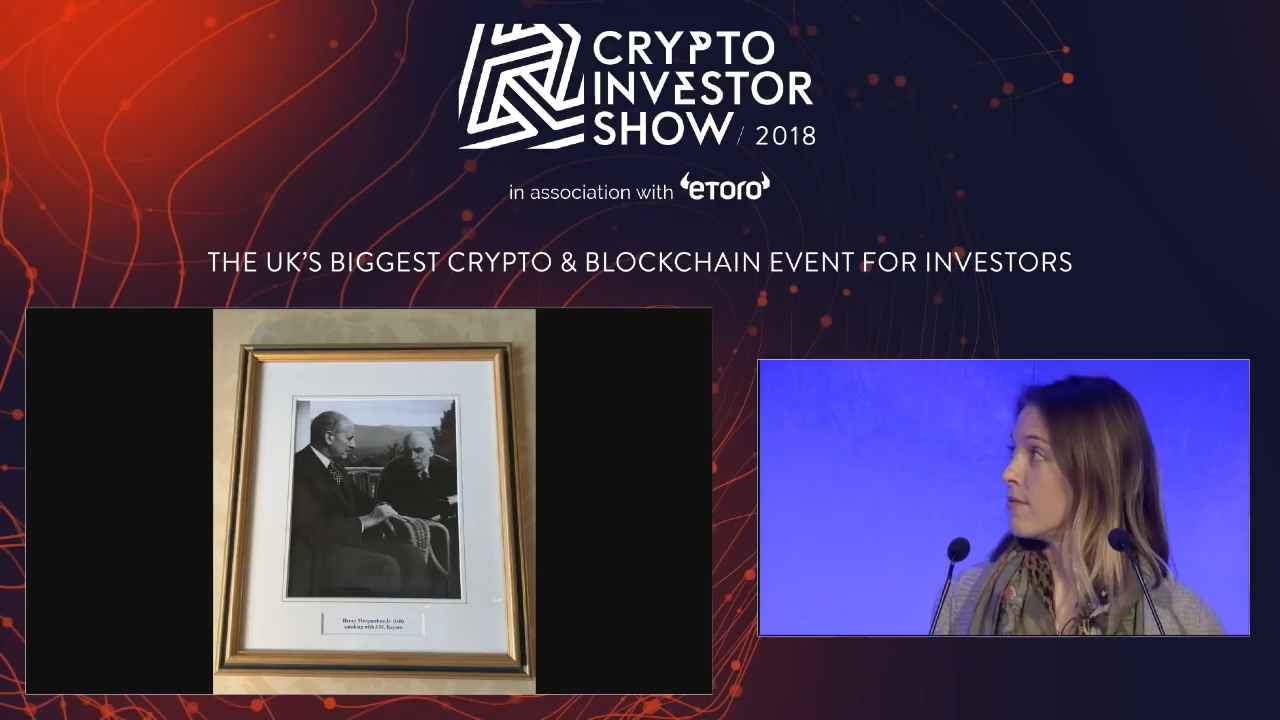 CRYPTO
INVESTOR
SHOW / 2018
in association with eTORO
THE UK'S BIGGEST CRYPTO & BLOCKCHAIN EVENT FOR INVESTORS
Henry Morgenthau Jr. (left)
speaking with J.M. Keynes